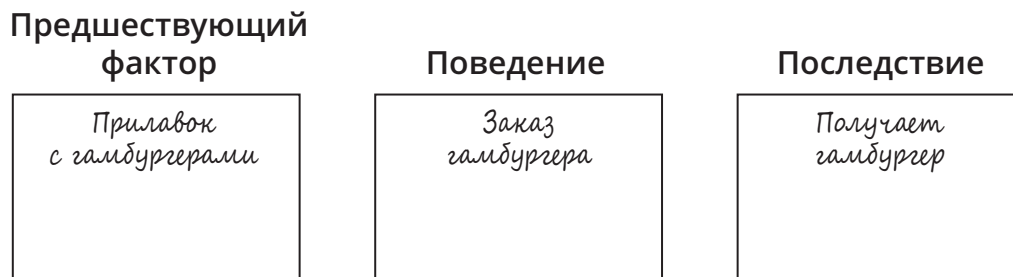 Предшествующий
фактор
Поведение
Последствие
Прилавок
с гамбургерами
Заказ
гамбургера
Получает
гамбургер